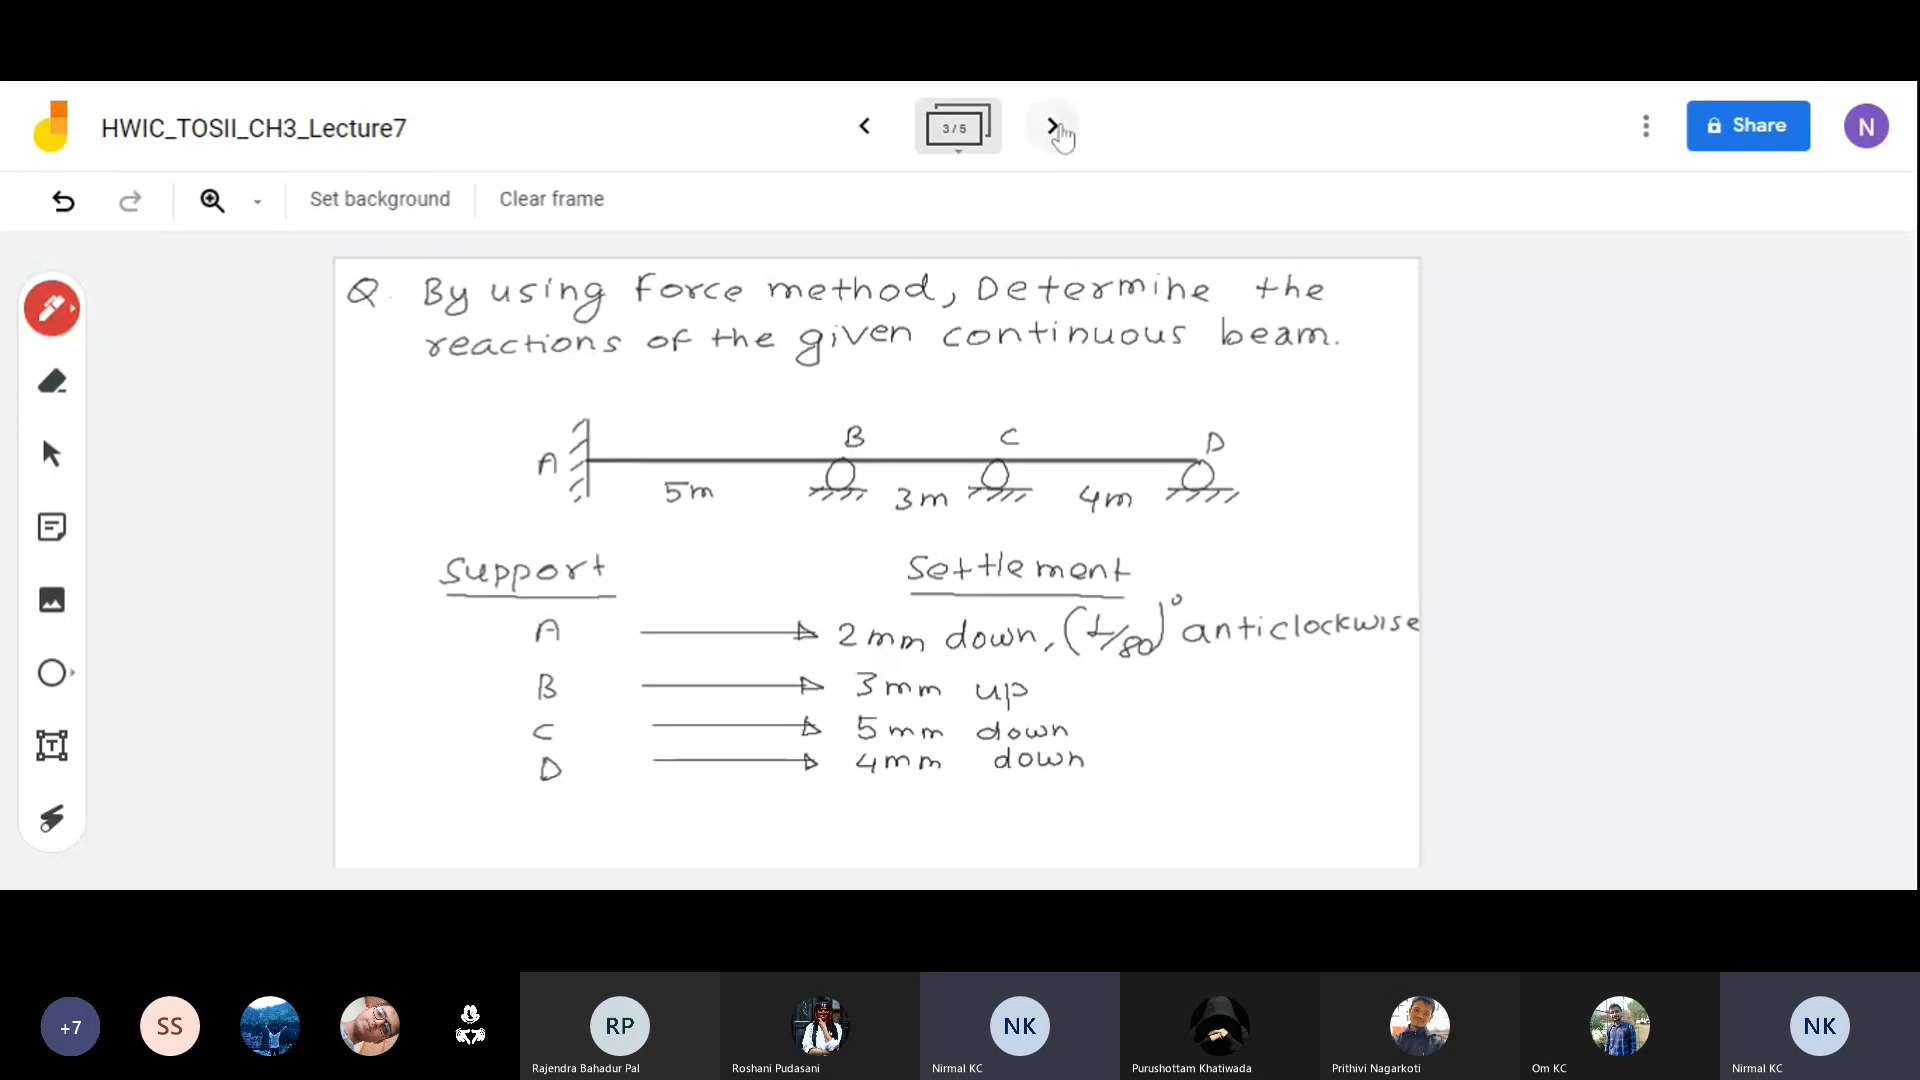 HWIC_TOSII_CH3_Lecture7
3 / 5
Share
N
Set background
Clear frame
Q. By using Force method, Determine the
reactions of the given continuous beam.
A B C D
5m 3m 4m
Support Settlement
A 2mm down, (1/80)° anticlockwise
B 3mm up
C 5mm down
D 4mm down
+7
SS
RP
NK
NK
Rajendra Bahadur Pal
Roshani Pudasani
Nirmal KC
Purushottam Khatiwada
Prithivi Nagarkoti
Om KC
Nirmal KC